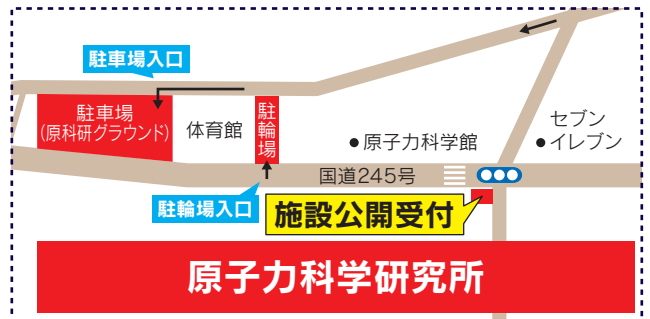 駐車場入口
駐車場
(原科研グラウンド)
体育館
駐輪場
●原子力科学館
セブン
●イレブン
国道245号
駐輪場入口
施設公開受付
原子力科学研究所